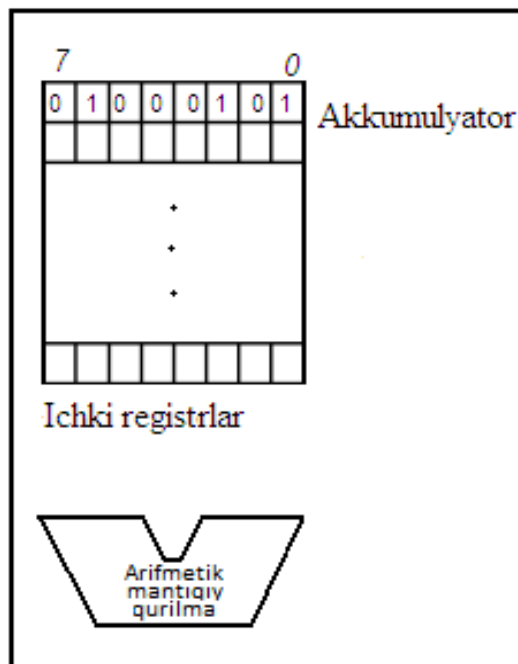 7 0
0 1 0 0 0 1 0 1
Akkumulyator
Ichki registrlar
Arifmetik
mantiqiy
qurilma